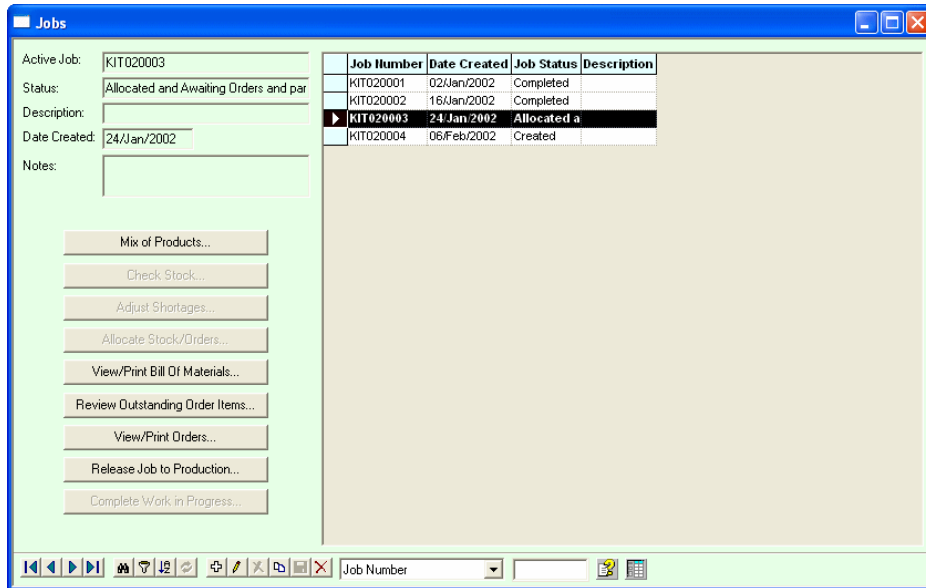 Jobs
Active Job: KIT020003
Status: Allocated and Awaiting Orders and par
Description:
Date Created: 24/Jan/2002
Notes:
Mix of Products...
Check Stock...
Adjust Shortages...
Allocate Stock/Orders...
View/Print Bill Of Materials...
Review Outstanding Order Items...
View/Print Orders...
Release Job to Production...
Complete Work in Progress...
Job Number Date Created Job Status Description
KIT020001 02/Jan/2002 Completed
KIT020002 16/Jan/2002 Completed
KIT020003 24/Jan/2002 Allocated a
KIT020004 06/Feb/2002 Created
Job Number